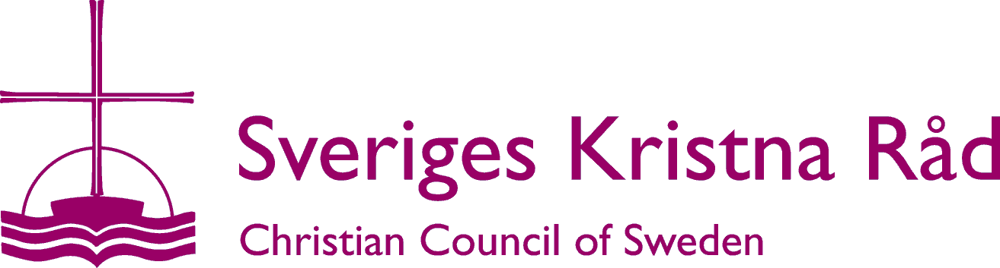 Sveriges Kristna Råd
Christian Council of Sweden